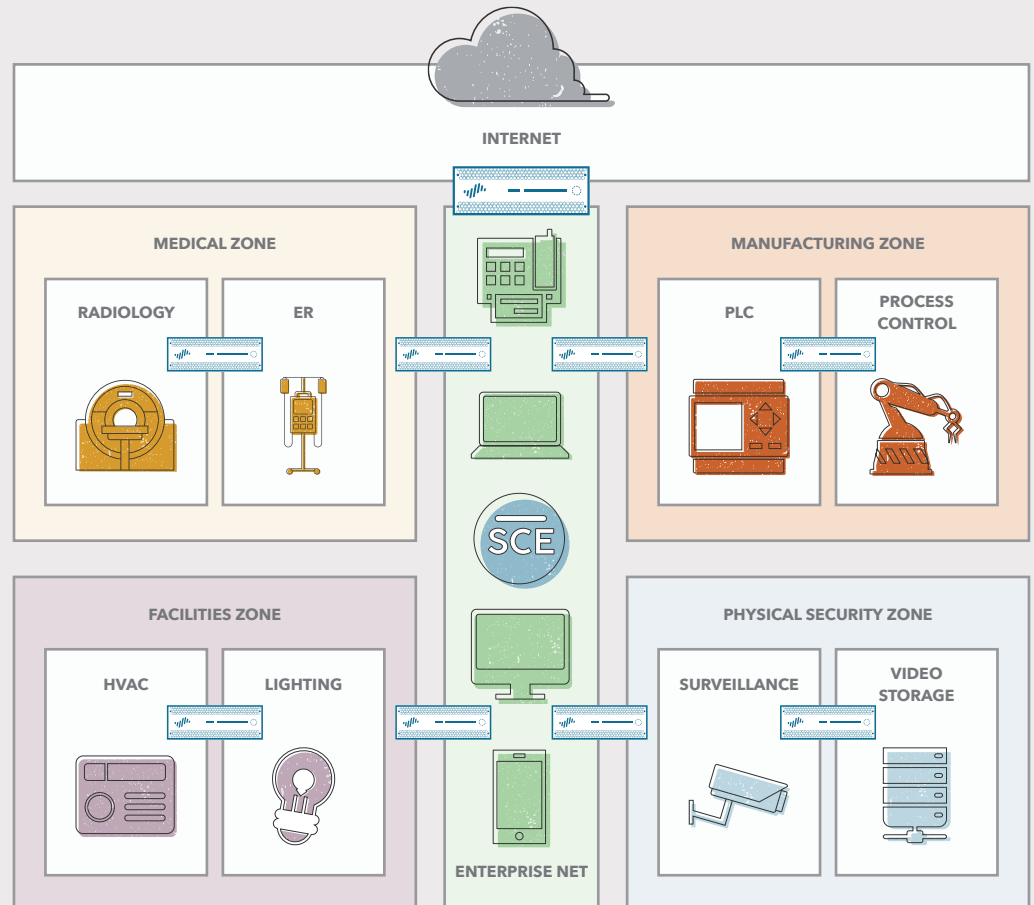 INTERNET
MEDICAL ZONE
RADIOLOGY
ER
MANUFACTURING ZONE
PLC
PROCESS
CONTROL
SCE
FACILITIES ZONE
HVAC
LIGHTING
PHYSICAL SECURITY ZONE
SURVEILLANCE
VIDEO
STORAGE
ENTERPRISE NET